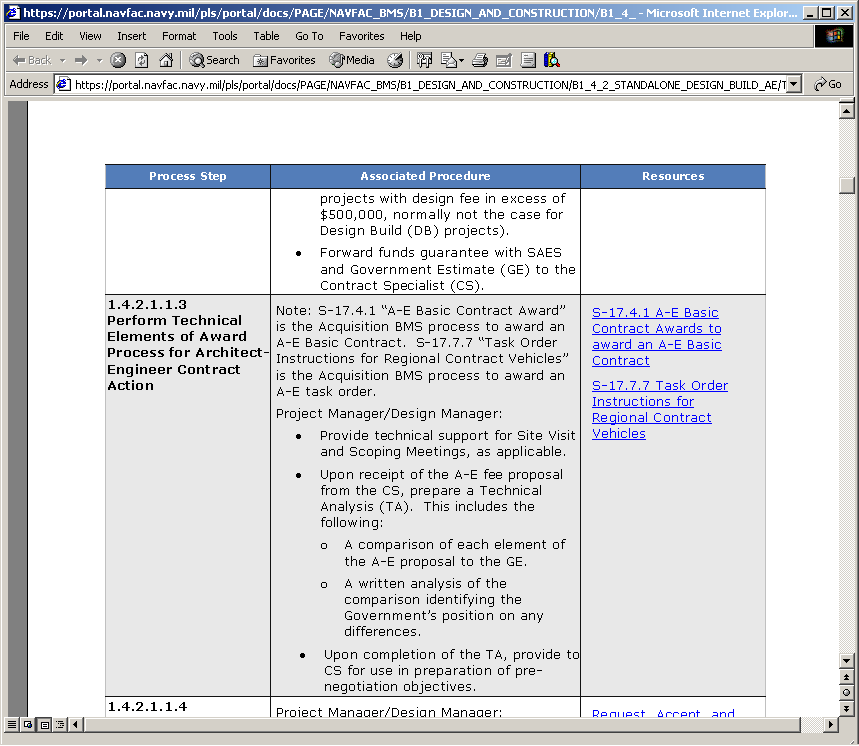 https://portal.navfac.navy.mil/pls/portal/docs/PAGE/NAVFAC_BMS/B1_DESIGN_AND_CONSTRUCTION/B1_4_ - Microsoft Internet Explor...
File Edit View Insert Format Tools Table Go To Favorites Help
Back Search Favorites Media
Address https://portal.navfac.navy.mil/pls/portal/docs/PAGE/NAVFAC_BMS/B1_DESIGN_AND_CONSTRUCTION/B1_4_2_STANDALONE_DESIGN_BUILD_AE/T Go
Process Step Associated Procedure Resources
projects with design fee in excess of
$500,000, normally not the case for
Design Build (DB) projects).
• Forward funds guarantee with SAES
and Government Estimate (GE) to the
Contract Specialist (CS).
1.4.2.1.1.3
Perform Technical
Elements of Award
Process for Architect-
Engineer Contract
Action
Note: S-17.4.1 “A-E Basic Contract Award”
is the Acquisition BMS process to award an
A-E Basic Contract. S-17.7.7 “Task Order
Instructions for Regional Contract Vehicles”
is the Acquisition BMS process to award an
A-E task order.
Project Manager/Design Manager:
• Provide technical support for Site Visit
and Scoping Meetings, as applicable.
• Upon receipt of the A-E fee proposal
from the CS, prepare a Technical
Analysis (TA). This includes the
following:
o A comparison of each element of
the A-E proposal to the GE.
o A written analysis of the
comparison identifying the
Government’s position on any
differences.
• Upon completion of the TA, provide to
CS for use in preparation of pre-
negotiation objectives.
S-17.4.1 A-E Basic
Contract Awards to
award an A-E Basic
Contract
S-17.7.7 Task Order
Instructions for
Regional Contract
Vehicles
1.4.2.1.1.4
Project Manager/Design Manager:
Request, Accept, and